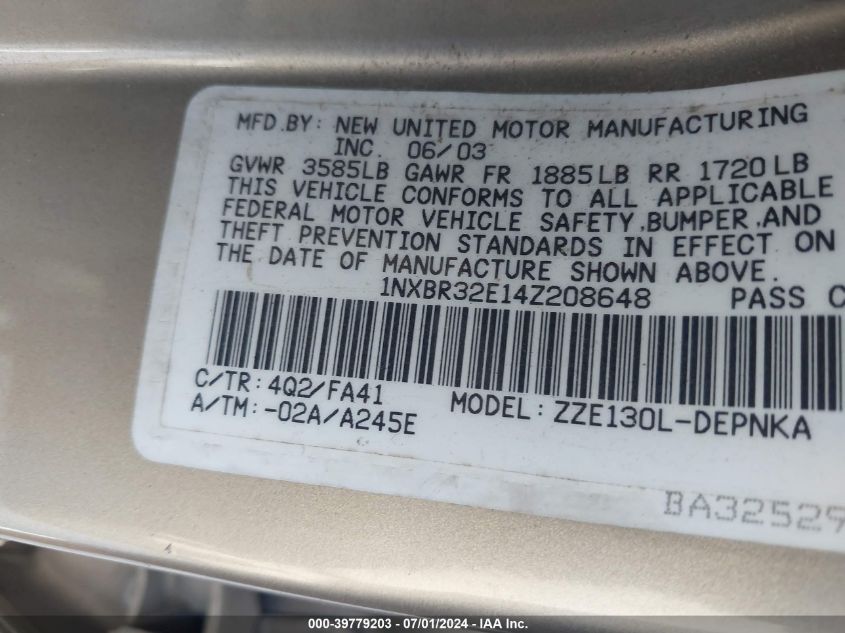 MFD.BY: NEW UNITED MOTOR MANUFACTURING
INC. 06/03
GVWR 3585LB GAWR FR 1885LB RR 1720LB
THIS VEHICLE CONFORMS TO ALL APPLICABLE
FEDERAL MOTOR VEHICLE SAFETY,BUMPER,AND
THEFT PREVENTION STANDARDS IN EFFECT ON
THE DATE OF MANUFACTURE SHOWN ABOVE.
1NXBR32E14Z208648 PASS C
C/TR: 4Q2/FA41
A/TM:-02A/A245E
MODEL: ZZE130L-DEPNKA
BA32529
000-39779203 - 07/01/2024 - IAA Inc.